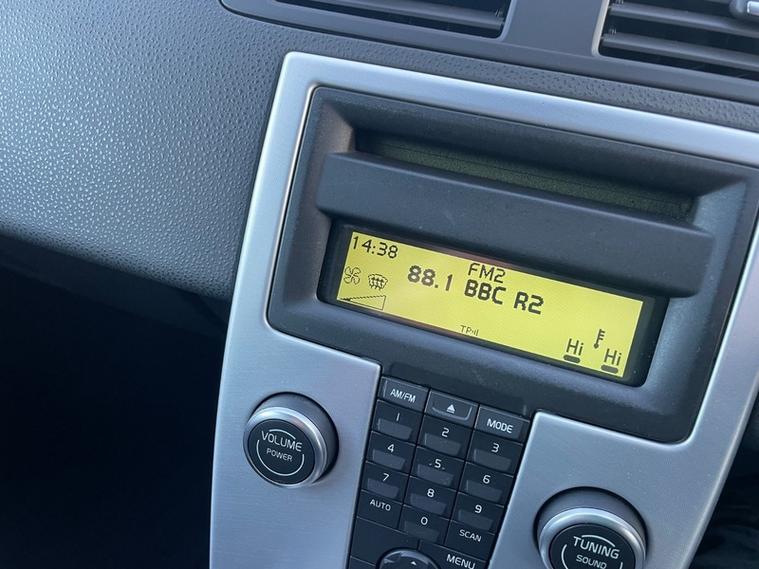 14:38
FM2
88.1 BBC R2
TP
Hi Hi
AM/FM
MODE
1 2 3
4 5 6
7 8 9
AUTO 0 SCAN
MENU
VOLUME
POWER
TUNING
SOUND